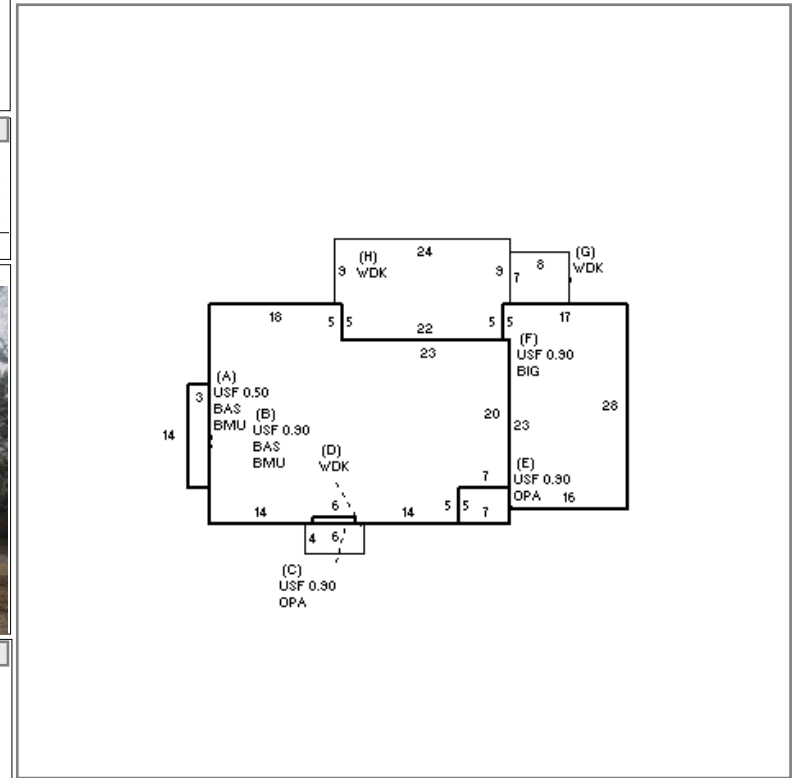 24
(H)
WDK
9
9
8
7
(G)
WDK
18
5
5
22
23
5
5
17
(F)
USF 0.90
BIG
28
20
23
3
14
(A)
USF 0.50
BAS
BMU
(B)
USF 0.90
BAS
BMU
(D)
WDK
7
(E)
USF 0.90
OPA
16
5
5
7
14
6
14
4
6
(C)
USF 0.90
OPA